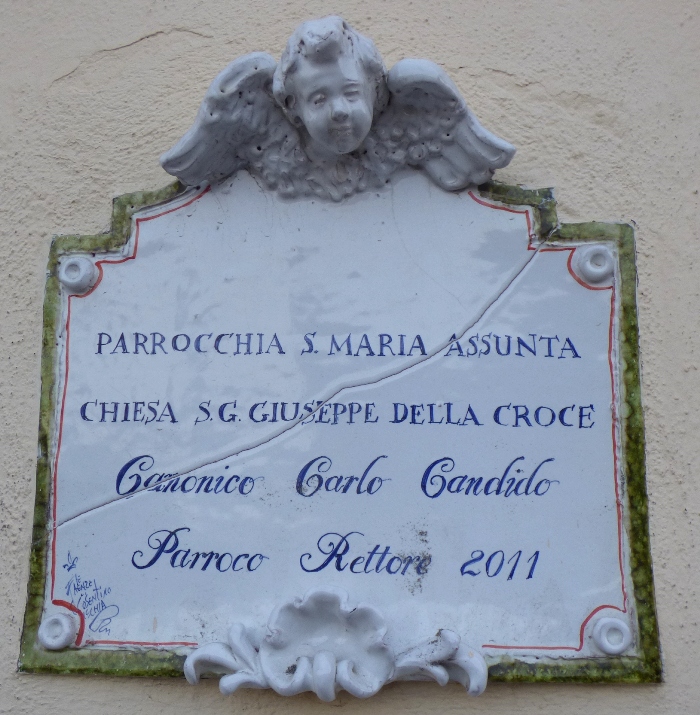 PARROCCHIA S. MARIA ASSUNTA
CHIESA S.G. GIUSEPPE DELLA CROCE
Canonico Carlo Candido
Parroco Rettore 2011